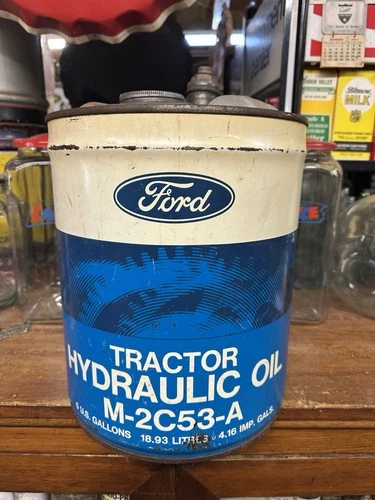 Ford
TRACTOR
HYDRAULIC OIL
M-2C53-A
5 U.S. GALLONS 18.93 LITRES 4.16 IMP. GALS.
MILK